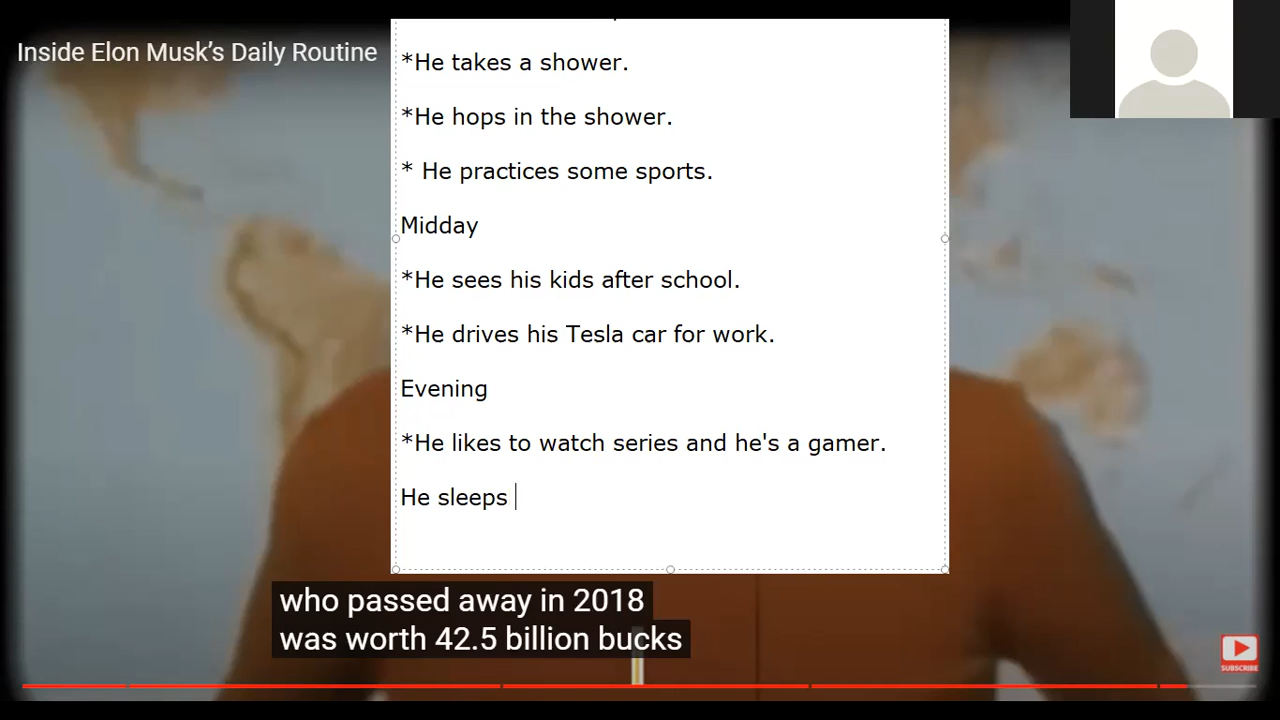 Inside Elon Musk’s Daily Routine
*He takes a shower.
*He hops in the shower.
* He practices some sports.
Midday
*He sees his kids after school.
*He drives his Tesla car for work.
Evening
*He likes to watch series and he's a gamer.
He sleeps
who passed away in 2018
was worth 42.5 billion bucks
SUBSCRIBE